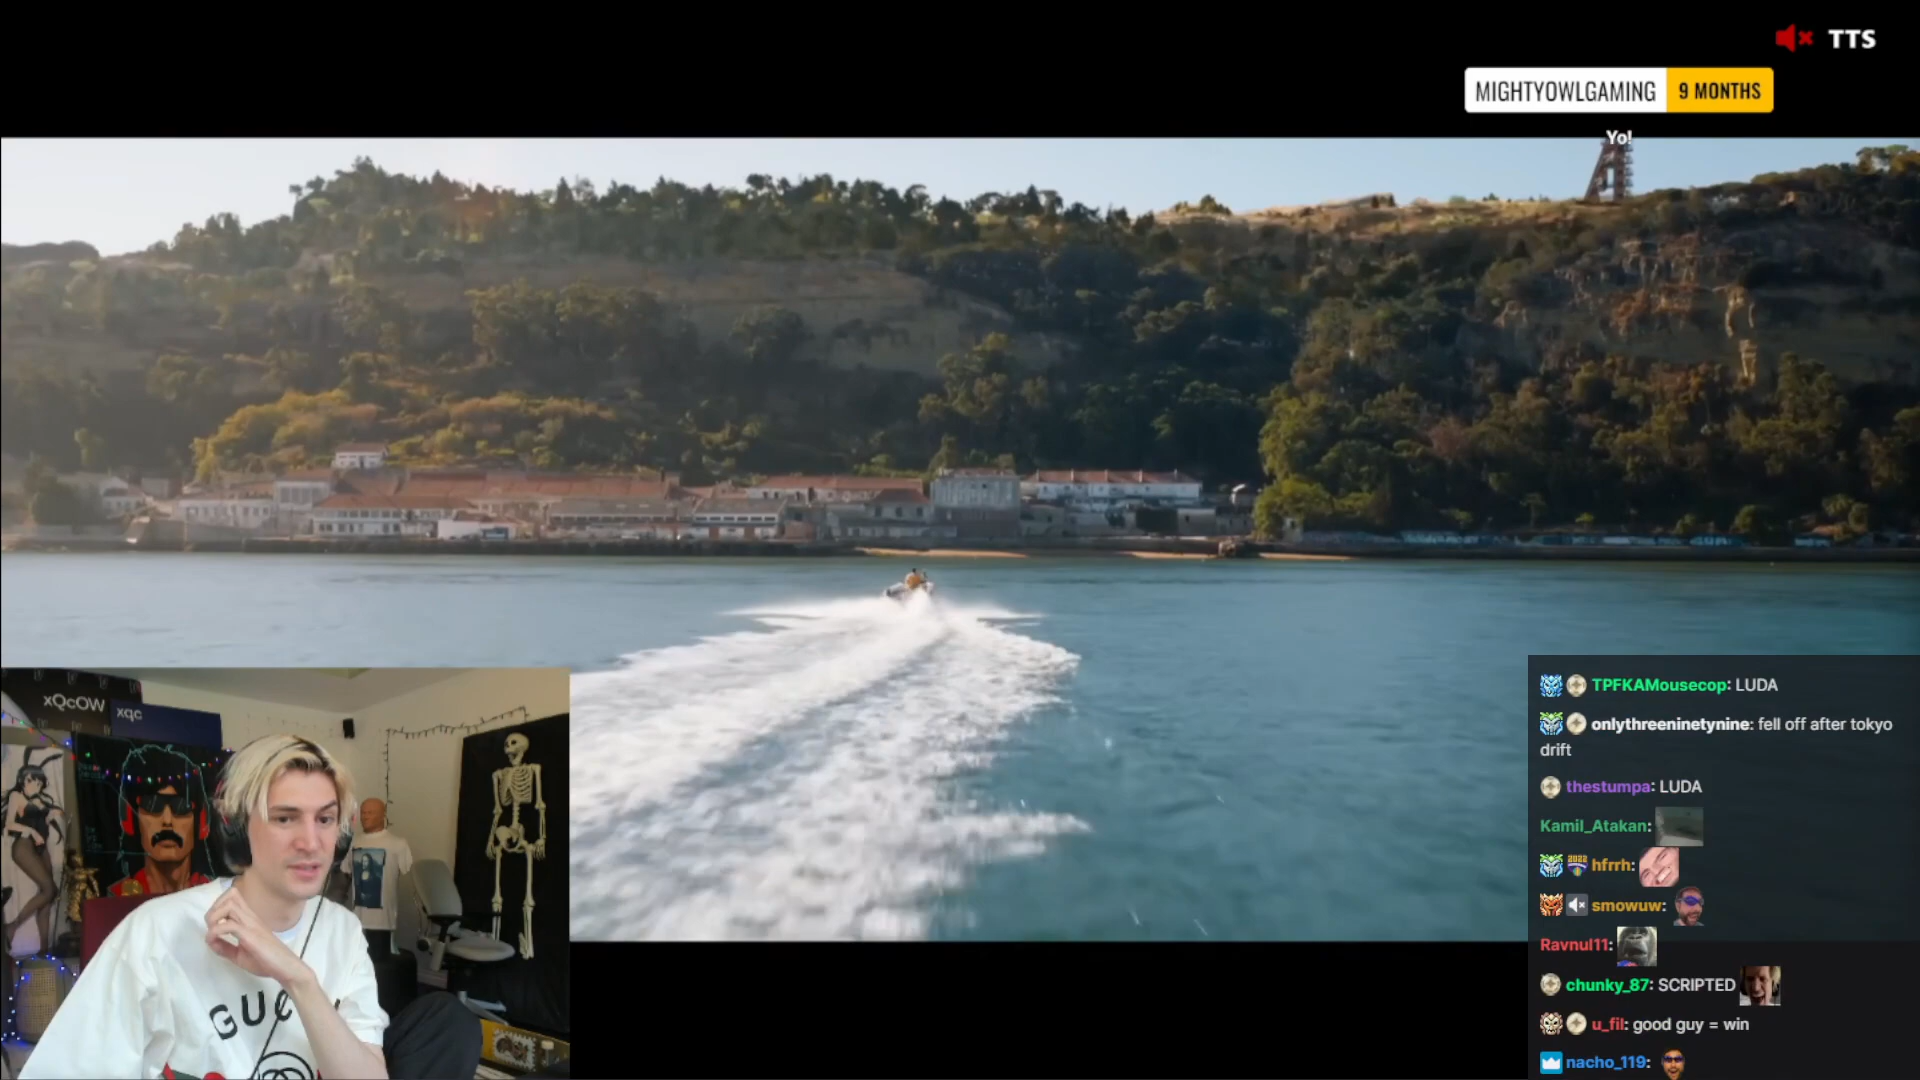 TTS
MIGHTYOWLGAMING 9 MONTHS
Yo!
xQcOW
xqc
GUC
TPFKAMousecop: LUDA
onlythreeninetynine: fell off after tokyo
drift
thestumpa: LUDA
Kamil_Atakan:
hfrrh:
smowuw:
Ravnul11:
chunky_87: SCRIPTED
u_fil: good guy = win
nacho_119: